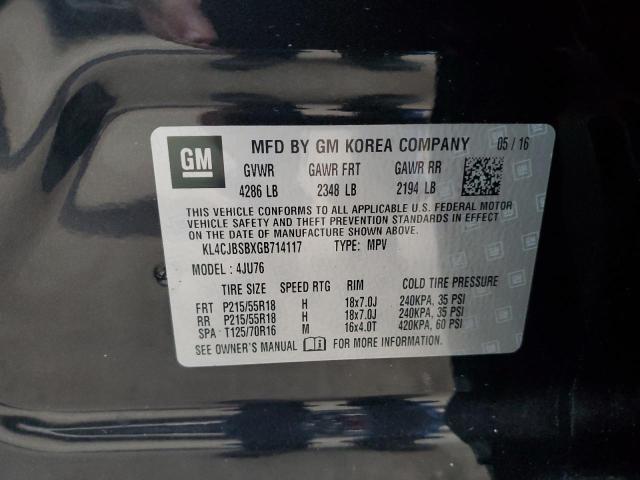 GM
MFD BY GM KOREA COMPANY 05 / 16
GVWR GAWR FRT GAWR RR
4286 LB 2348 LB 2194 LB
THIS VEHICLE CONFORMS TO ALL APPLICABLE U.S. FEDERAL MOTOR
VEHICLE SAFETY AND THEFT PREVENTION STANDARDS IN EFFECT
ON THE DATE OF MANUFACTURE SHOWN ABOVE.
KL4CJBSBXGB714117 TYPE: MPV
MODEL : 4JU76
TIRE SIZE SPEED RTG RIM COLD TIRE PRESSURE
FRT P215/55R18 H 18x7.0J 240KPA, 35 PSI
RR P215/55R18 H 18x7.0J 240KPA, 35 PSI
SPA T125/70R16 M 16x4.0T 420KPA, 60 PSI
SEE OWNER'S MANUAL FOR MORE INFORMATION.